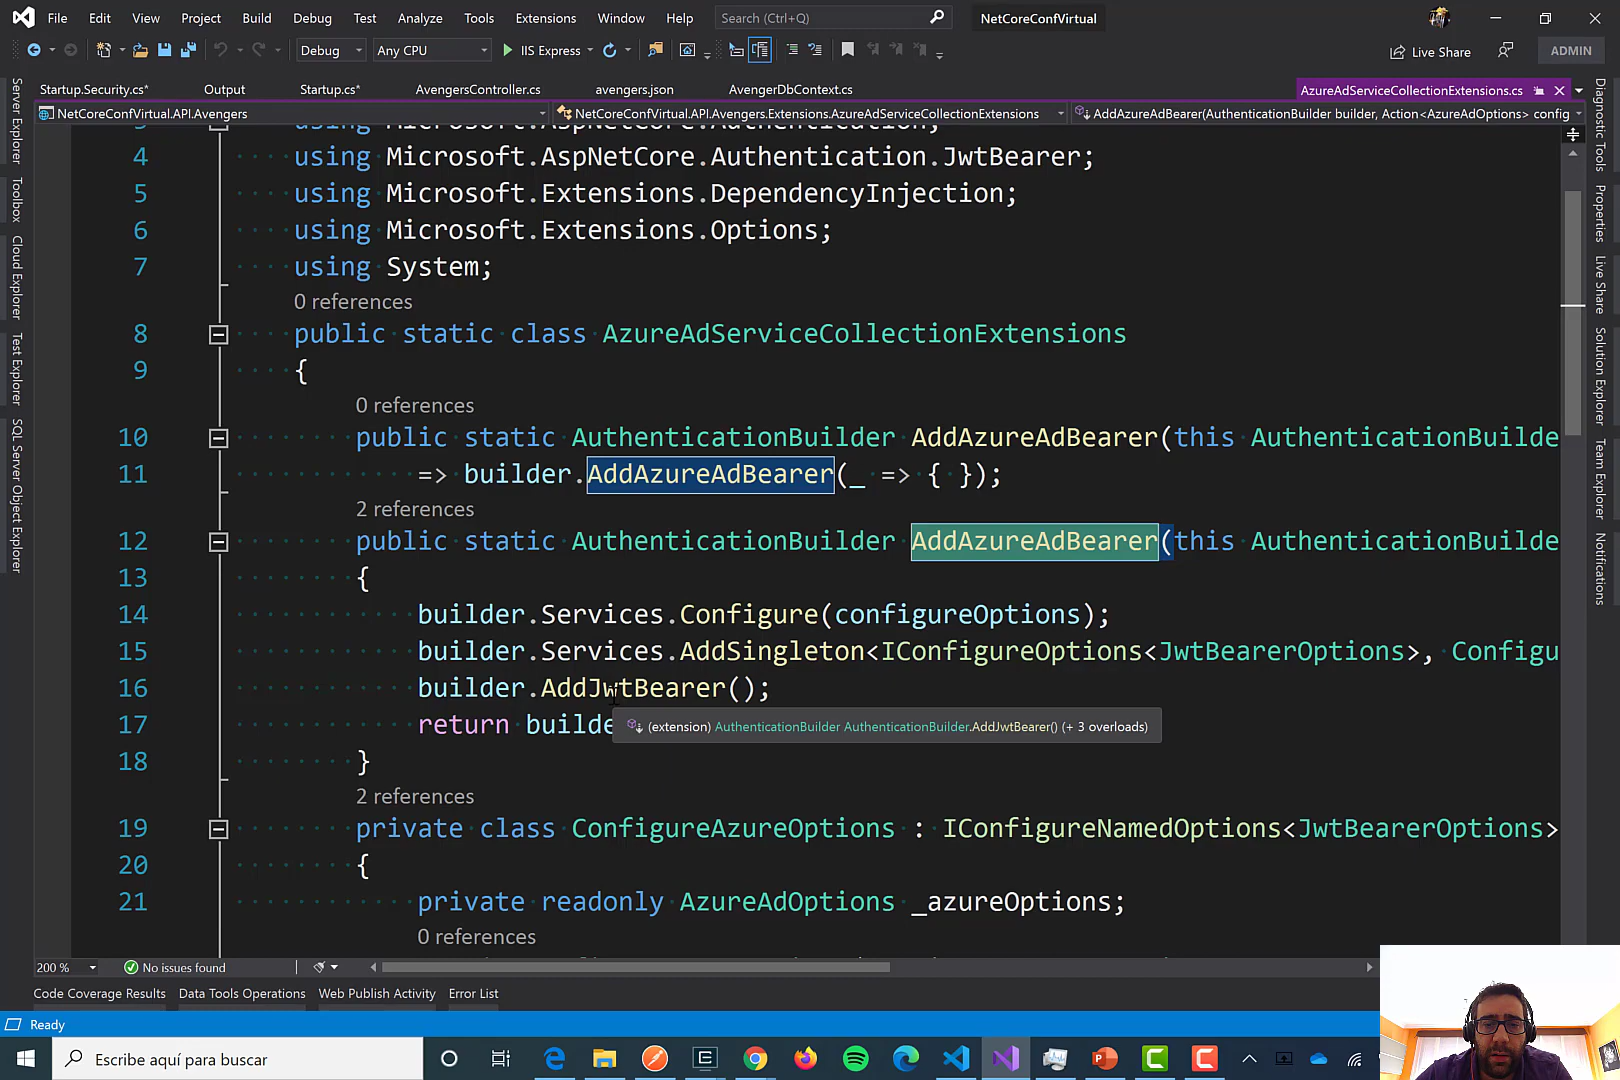 File Edit View Project Build Debug Test Analyze Tools Extensions Window Help Search (Ctrl+Q) NetCoreConfVirtual
Debug Any CPU IIS Express Live Share ADMIN
Startup.Security.cs* Output Startup.cs* AvengersController.cs avengers.json AvengerDbContext.cs AzureAdServiceCollectionExtensions.cs
NetCoreConfVirtual.API.Avengers NetCoreConfVirtual.API.Avengers.Extensions.AzureAdServiceCollectionExtensions AddAzureAdBearer(AuthenticationBuilder builder, Action<AzureAdOptions> config
Server Explorer
Toolbox
Cloud Explorer
Test Explorer
SQL Server Object Explorer
3 using Microsoft.AspNetCore.Authentication;
4 using Microsoft.AspNetCore.Authentication.JwtBearer;
5 using Microsoft.Extensions.DependencyInjection;
6 using Microsoft.Extensions.Options;
7 using System;
0 references
8 public static class AzureAdServiceCollectionExtensions
9 {
0 references
10 public static AuthenticationBuilder AddAzureAdBearer(this AuthenticationBuilde
11 => builder.AddAzureAdBearer(_ => { });
2 references
12 public static AuthenticationBuilder AddAzureAdBearer(this AuthenticationBuilde
13 {
14 builder.Services.Configure(configureOptions);
15 builder.Services.AddSingleton<IConfigureOptions<JwtBearerOptions>, Configu
16 builder.AddJwtBearer();
17 return builde
(extension) AuthenticationBuilder AuthenticationBuilder.AddJwtBearer() (+ 3 overloads)
18 }
2 references
19 private class ConfigureAzureOptions : IConfigureNamedOptions<JwtBearerOptions>
20 {
21 private readonly AzureAdOptions _azureOptions;
0 references
Diagnostic Tools
Properties
Live Share
Solution Explorer
Team Explorer
Notifications
200 % No issues found
Code Coverage Results Data Tools Operations Web Publish Activity Error List
Ready
Escribe aquí para buscar